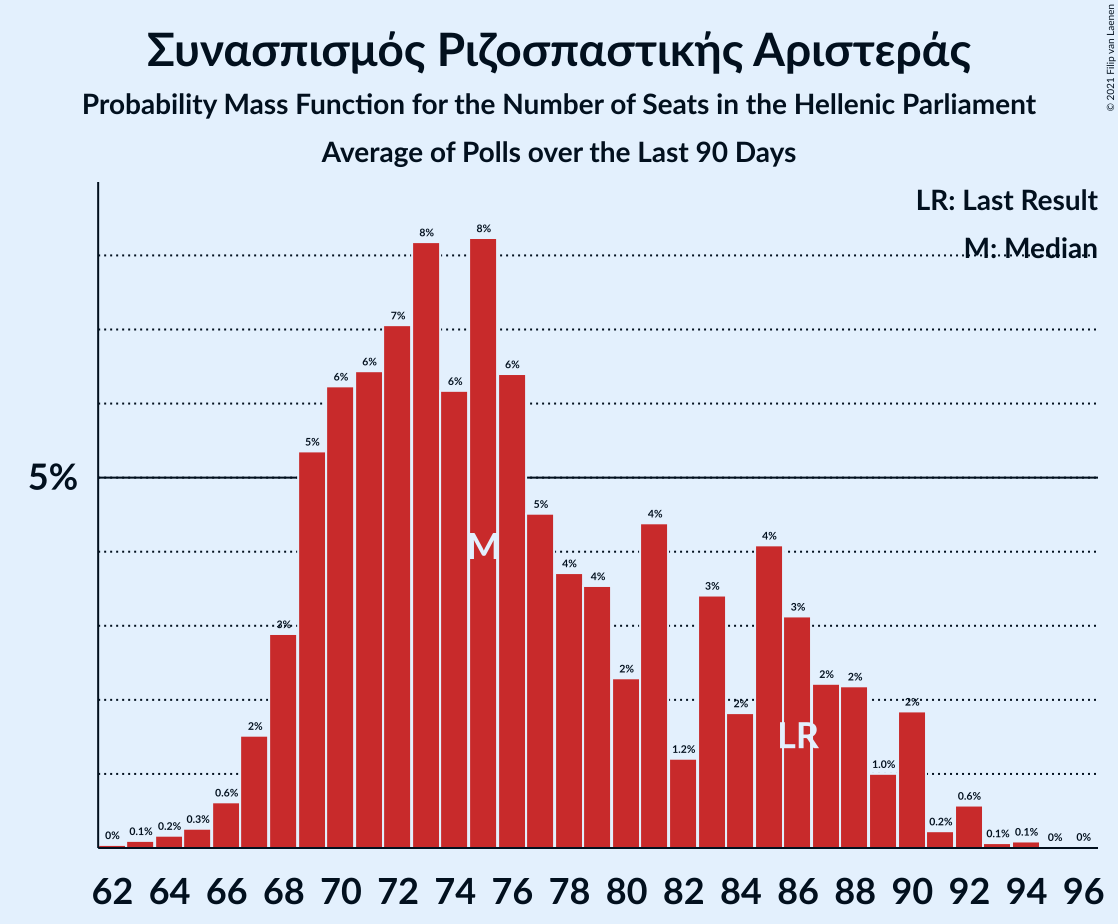 Συνασπισμός Ριζοσπαστικής Αριστεράς
Probability Mass Function for the Number of Seats in the Hellenic Parliament
Average of Polls over the Last 90 Days
© 2021 Filip van Laenen
LR: Last Result
M: Median
5%
0% 0.1% 0.2% 0.3% 0.6% 2% 3% 5% 6% 6% 7% 8% 6% 8% 6% 5% 4% 4% 2% 4% 1.2% 3% 2% 4% 3% 2% 2% 1.0% 2% 0.2% 0.6% 0.1% 0.1% 0% 0%
M
LR
62 64 66 68 70 72 74 76 78 80 82 84 86 88 90 92 94 96